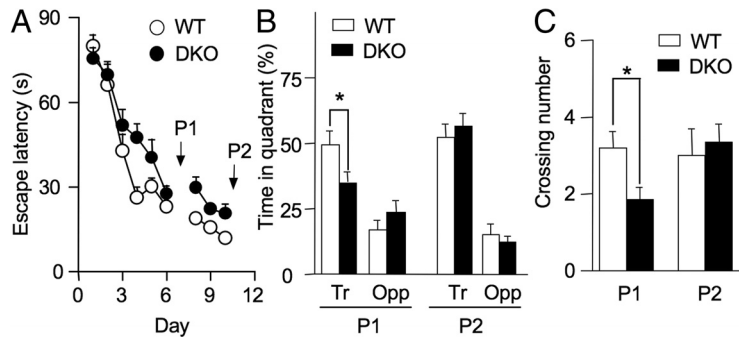 A
WT
DKO
P1
P2
Escape latency (s)
90
60
30
0
0 3 6 9 12
Day
B
WT
DKO
*
Time in quadrant (%)
75
50
25
0
Tr Opp Tr Opp
P1 P2
C
WT
DKO
*
Crossing number
6
4
2
0
P1 P2